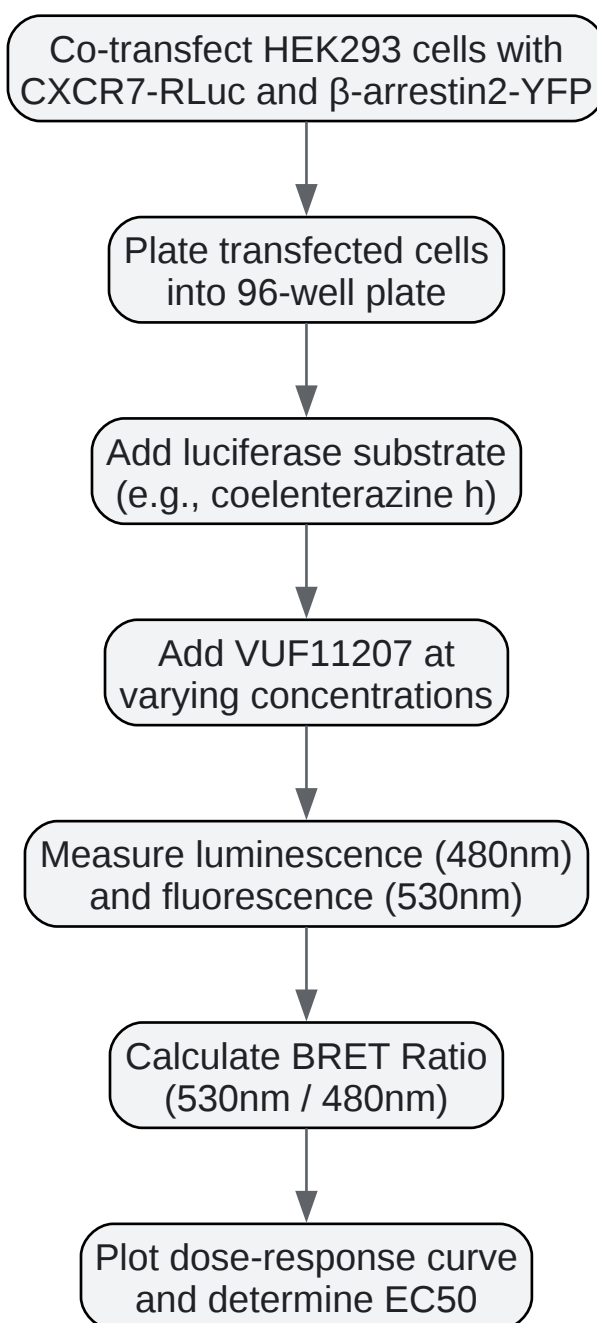 Co-transfect HEK293 cells with
CXCR7-RLuc and β-arrestin2-YFP
Plate transfected cells
into 96-well plate
Add luciferase substrate
(e.g., coelenterazine h)
Add VUF11207 at
varying concentrations
Measure luminescence (480nm)
and fluorescence (530nm)
Calculate BRET Ratio
(530nm / 480nm)
Plot dose-response curve
and determine EC50